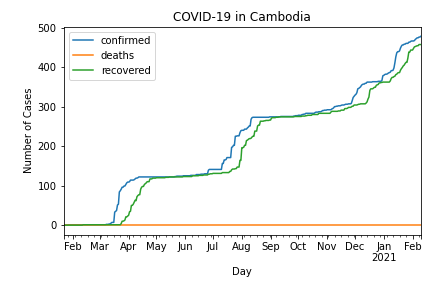 COVID-19 in Cambodia
500
400
300
200
100
0
Number of Cases
confirmed
deaths
recovered
Feb Mar Apr May Jun Jul Aug Sep Oct Nov Dec Jan Feb
2021
Day